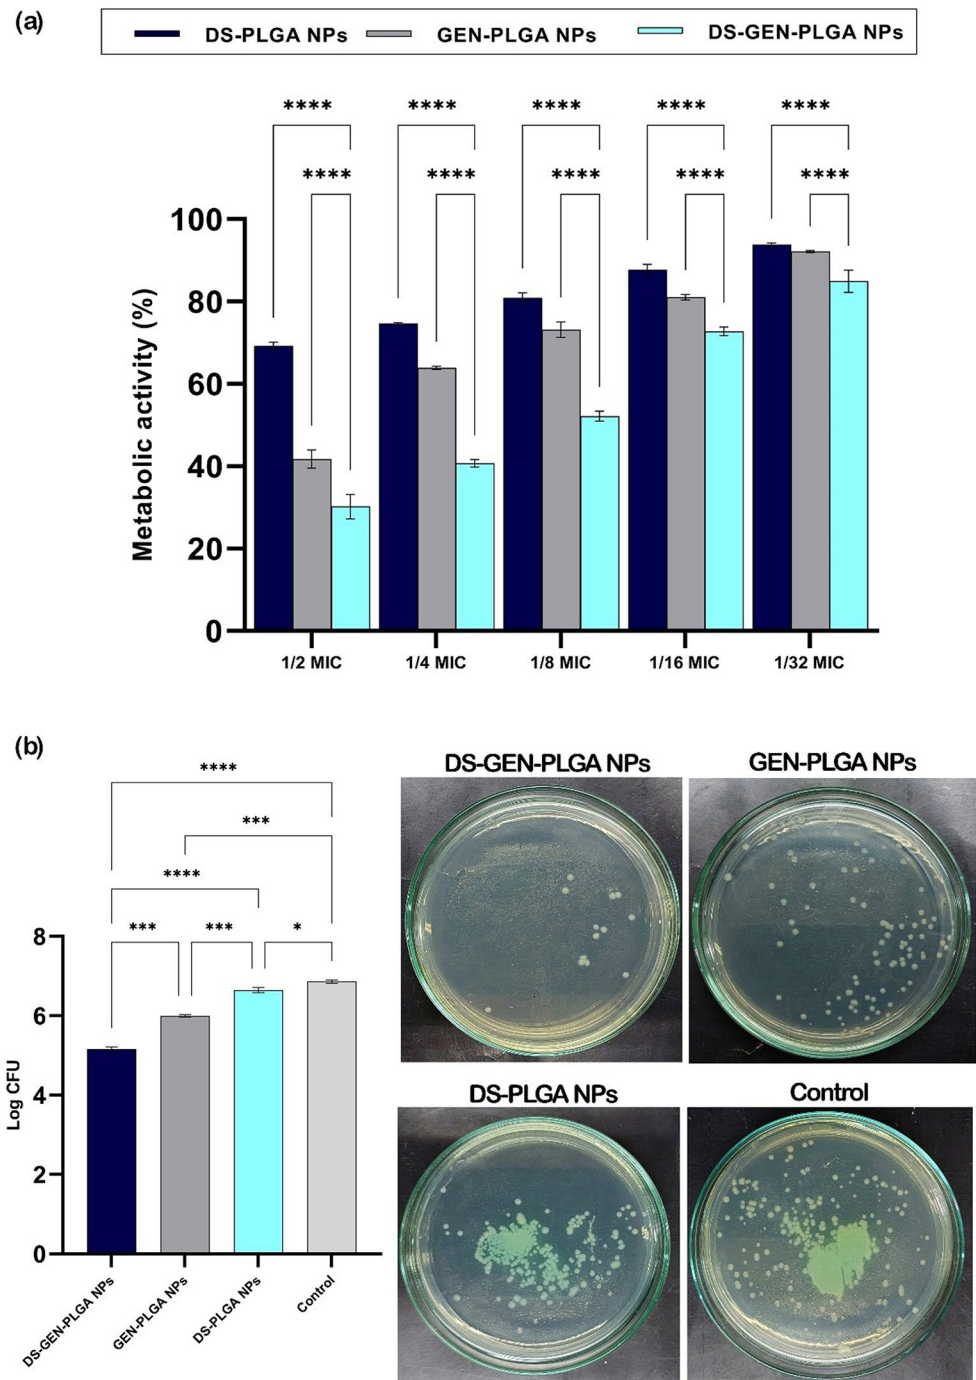 (a)
DS-PLGA NPs GEN-PLGA NPs DS-GEN-PLGA NPs
**** **** **** **** ****
**** **** **** **** ****
Metabolic activity (%)
100
80
60
40
20
0
1/2 MIC 1/4 MIC 1/8 MIC 1/16 MIC 1/32 MIC
(b)
****
***
****
*** *** *
Log CFU
8
6
4
2
0
DS-GEN-PLGA NPs
GEN-PLGA NPs
DS-PLGA NPs
Control
DS-GEN-PLGA NPs GEN-PLGA NPs
DS-PLGA NPs Control